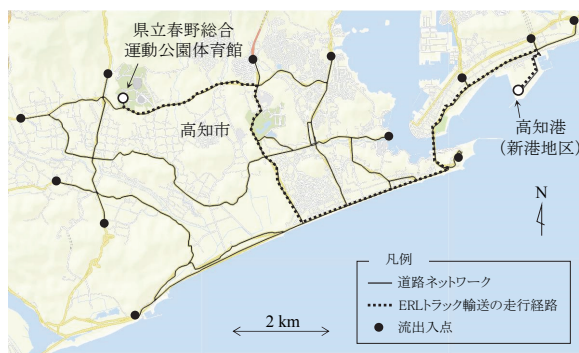 県立春野総合
運動公園体育館
高知市
高知港
(新港地区)
N
凡例
道路ネットワーク
ERLトラック輸送の走行経路
流出入点
2 km